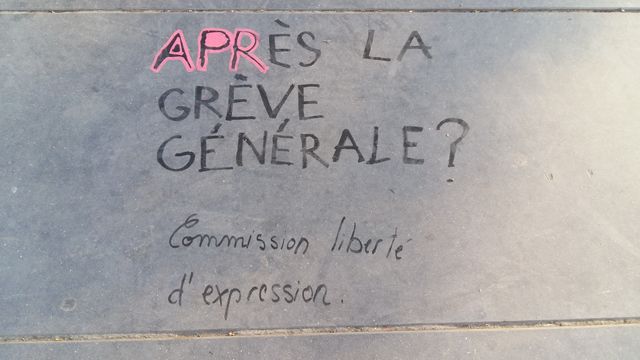 APRÈS LA
GRÈVE
GÉNÉRALE?
Commission liberté
d'expression.